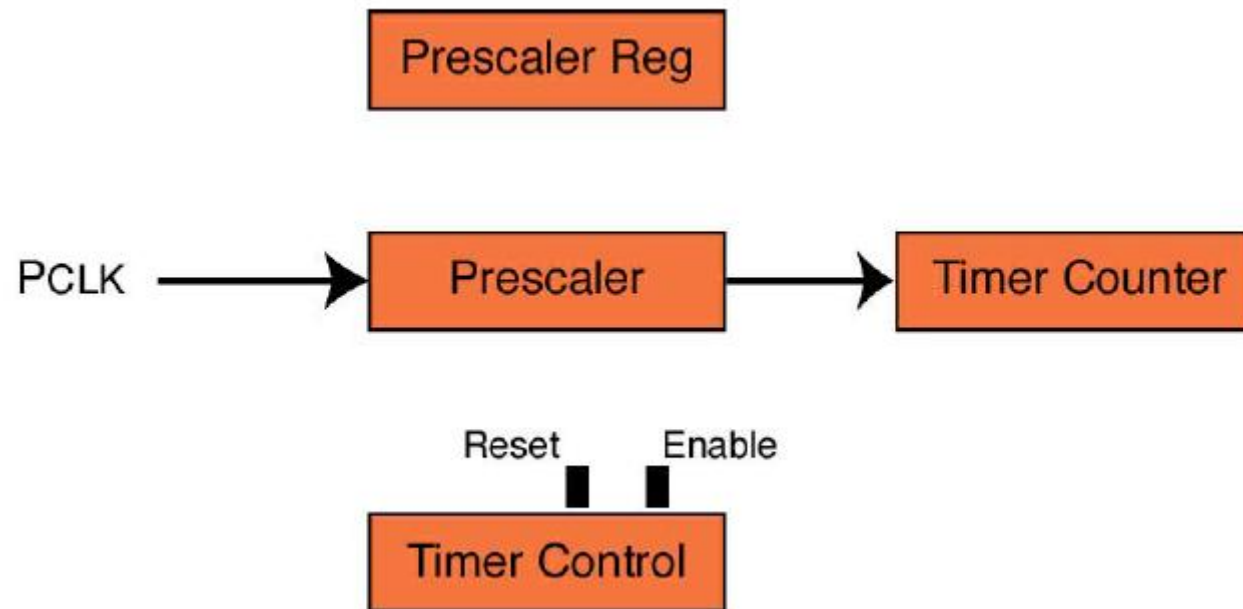 Prescaler Reg
PCLK
Prescaler
Timer Counter
Reset
Enable
Timer Control